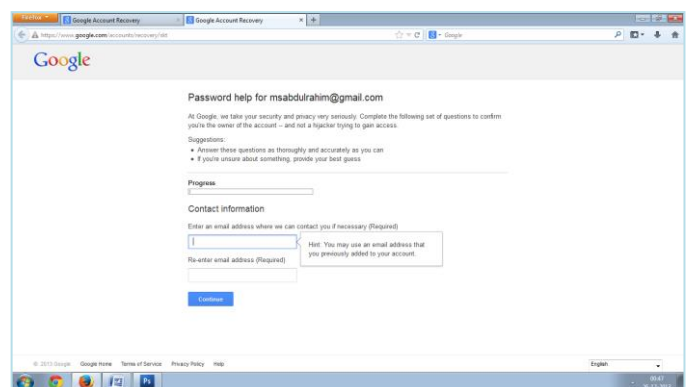 Firefox
Google Account Recovery
Google Account Recovery
https://www.google.com/accounts/recovery/
Google
Google
Password help for msabdulrahim@gmail.com
At Google, we take your security and privacy very seriously. Complete the following set of questions to confirm
you're the owner of the account -- and not a hijacker trying to gain access.
Suggestions:
Answer these questions as thoroughly and accurately as you can
If you're unsure about something, provide your best guess
Progress
Contact information
Enter an email address where we can contact you if necessary (Required)
Hint: You may use an email address that
you previously added to your account.
Re-enter email address (Required)
Continue
© 2013 Google Google Home Terms of Service Privacy Policy Help
English
Ps
00:47